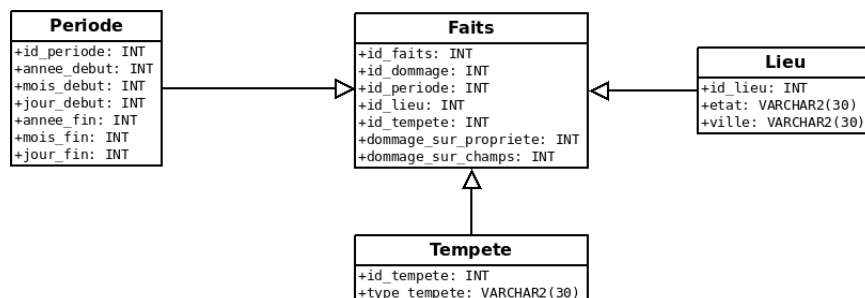 Periode
+id_periode: INT
+annee_debut: INT
+mois_debut: INT
+jour_debut: INT
+annee_fin: INT
+mois_fin: INT
+jour_fin: INT
Faits
+id_faits: INT
+id_dommage: INT
+id_periode: INT
+id_lieu: INT
+id_tempete: INT
+dommage_sur_propriete: INT
+dommage_sur_champs: INT
Lieu
+id_lieu: INT
+etat: VARCHAR2(30)
+ville: VARCHAR2(30)
Tempete
+id_tempete: INT
+type_tempete: VARCHAR2(30)